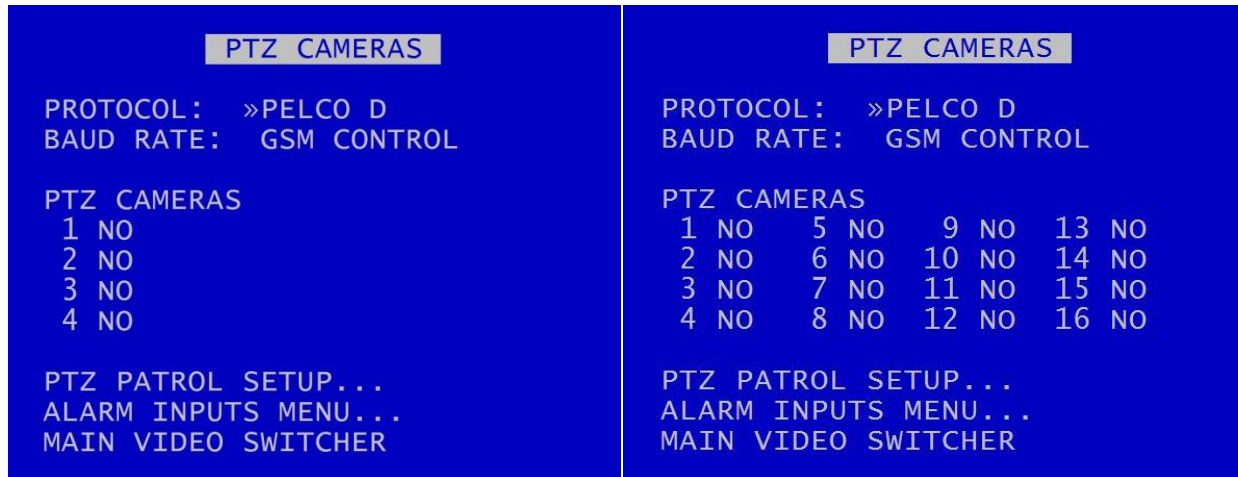 PTZ CAMERAS
PROTOCOL: »PELCO D
BAUD RATE: GSM CONTROL
PTZ CAMERAS
1 NO
2 NO
3 NO
4 NO
PTZ PATROL SETUP...
ALARM INPUTS MENU...
MAIN VIDEO SWITCHER
PTZ CAMERAS
PROTOCOL: »PELCO D
BAUD RATE: GSM CONTROL
PTZ CAMERAS
1 NO 5 NO 9 NO 13 NO
2 NO 6 NO 10 NO 14 NO
3 NO 7 NO 11 NO 15 NO
4 NO 8 NO 12 NO 16 NO
PTZ PATROL SETUP...
ALARM INPUTS MENU...
MAIN VIDEO SWITCHER